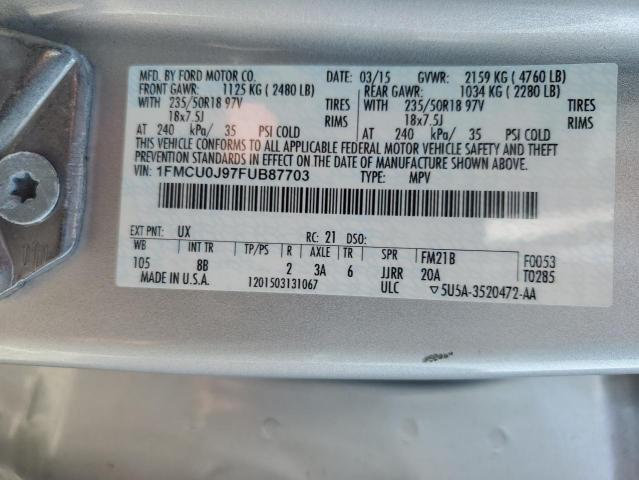 MFD. BY FORD MOTOR CO. DATE: 03/15 GVWR: 2159 KG ( 4760 LB)
FRONT GAWR: 1125 KG ( 2480 LB) REAR GAWR: 1034 KG ( 2280 LB)
WITH 235/50R18 97V TIRES WITH 235/50R18 97V TIRES
18x7.5J RIMS 18x7.5J RIMS
AT 240 kPa/ 35 PSI COLD AT 240 kPa/ 35 PSI COLD
THIS VEHICLE CONFORMS TO ALL APPLICABLE FEDERAL MOTOR VEHICLE SAFETY AND THEFT
PREVENTION STANDARDS IN EFFECT ON THE DATE OF MANUFACTURE SHOWN ABOVE.
VIN: 1FMCU0J97FUB87703 TYPE: MPV
EXT PNT: UX RC: 21 DSO:
WB INT TR TP/PS R AXLE TR SPR FM21B F0053
105 8B 2 3A 6 JJRR 20A T0285
MADE IN U.S.A. 1201503131067 ULC ▽5U5A-3520472-AA